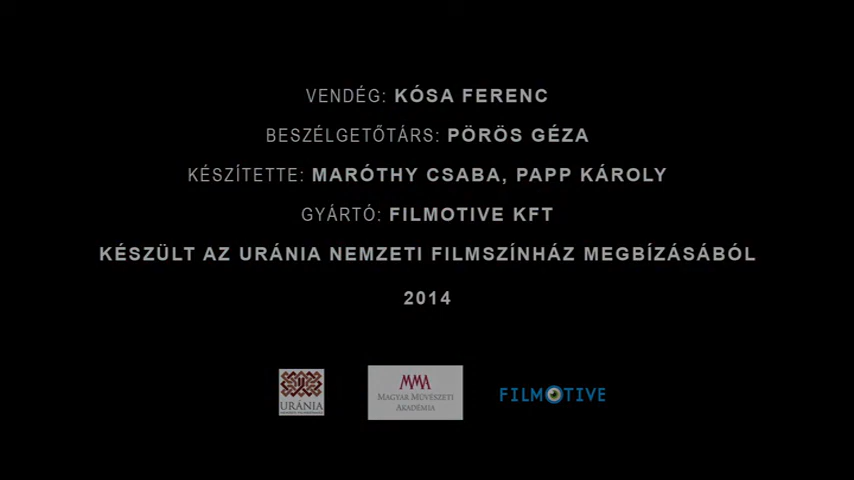 VENDÉG: KÓSA FERENC
BESZÉLGETŐTÁRS: PÖRÖS GÉZA
KÉSZÍTETTE: MARÓTHY CSABA, PAPP KÁROLY
GYÁRTÓ: FILMOTIVE KFT
KÉSZÜLT AZ URÁNIA NEMZETI FILMSZÍNHÁZ MEGBÍZÁSÁBÓL
2014
URÁNIA
MMA
MAGYAR MŰVÉSZETI
AKADÉMIA
FILMOTIVE